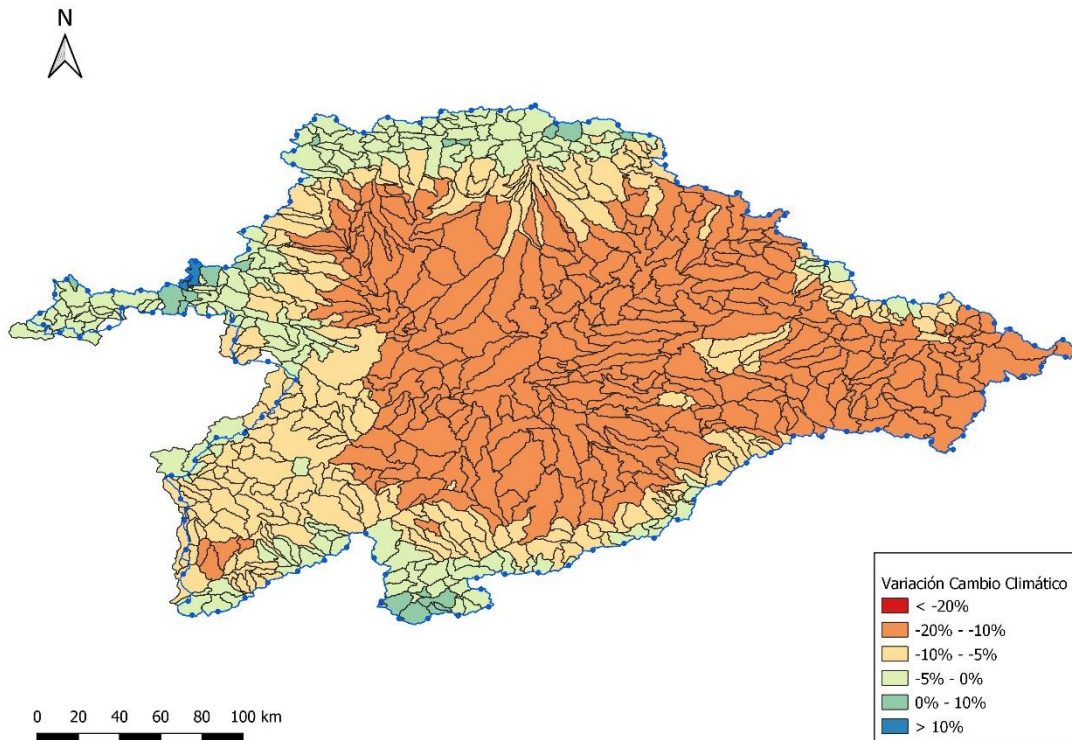 N
Variación Cambio Climático
< -20%
-20% - -10%
-10% - -5%
-5% - 0%
0% - 10%
> 10%
0 20 40 60 80 100 km